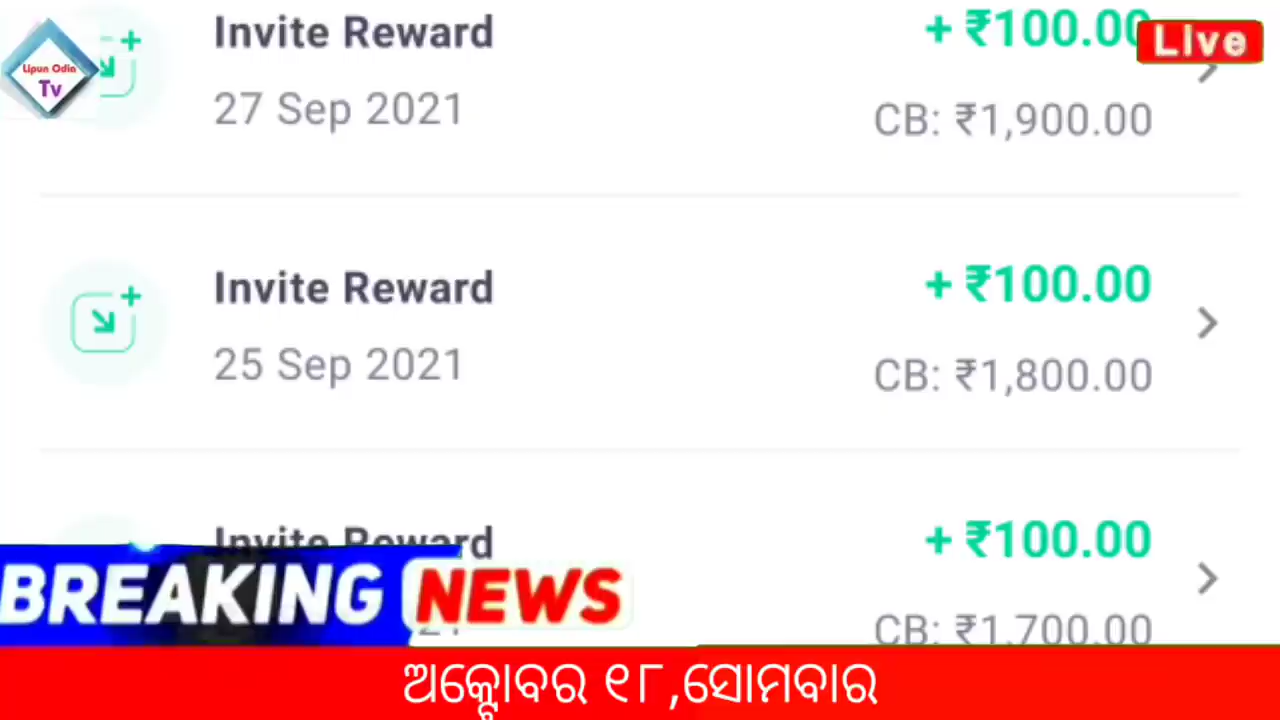 Lipun Odia
Tv
Live
Invite Reward
+ ₹100.00
27 Sep 2021
CB: ₹1,900.00
Invite Reward
+ ₹100.00
25 Sep 2021
CB: ₹1,800.00
Invite Reward
+ ₹100.00
CB: ₹1,700.00
BREAKING NEWS
ଅକ୍ଟୋବର ୧୮,ସୋମବାର